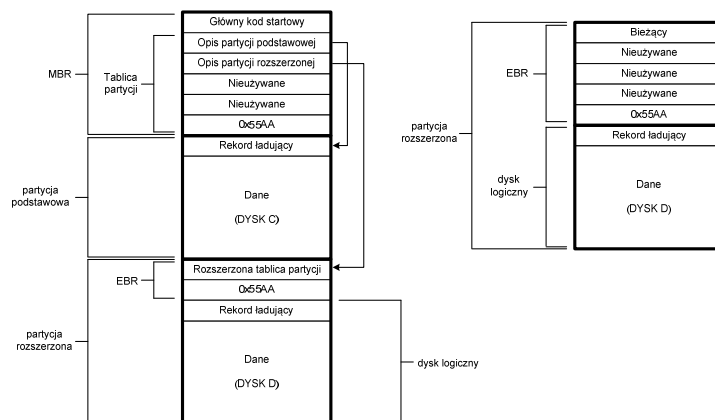 MBR
Tablica
partycji
Główny kod startowy
Opis partycji podstawowej
Opis partycji rozszerzonej
Nieużywane
Nieużywane
0x55AA
partycja
podstawowa
Rekord ładujący
Dane
(DYSK C)
partycja
rozszerzona
EBR
Rozszerzona tablica partycji
0x55AA
Rekord ładujący
Dane
(DYSK D)
dysk logiczny
partycja
rozszerzona
EBR
Bieżący
Nieużywane
Nieużywane
Nieużywane
0x55AA
dysk
logiczny
Rekord ładujący
Dane
(DYSK D)